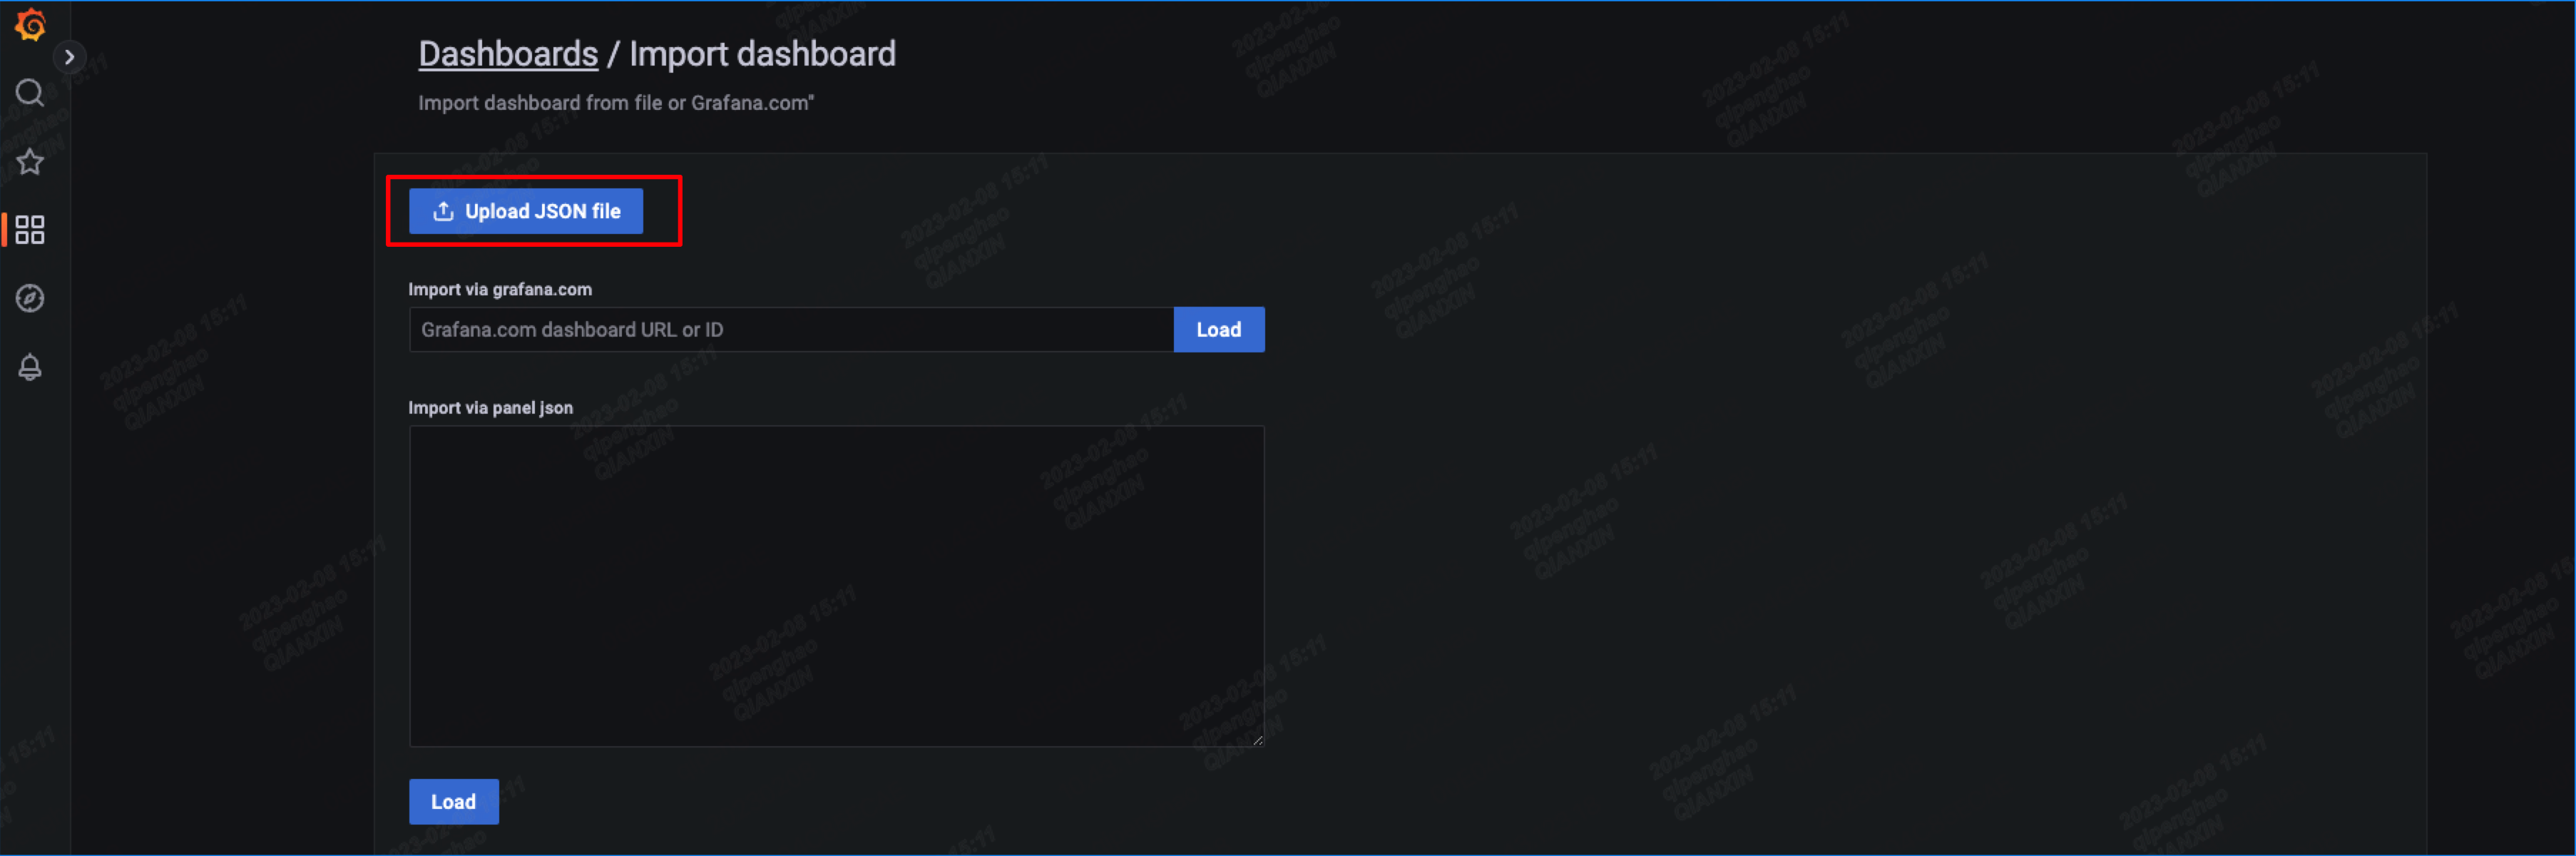 Dashboards / Import dashboard
Import dashboard from file or Grafana.com"
Upload JSON file
Import via grafana.com
Grafana.com dashboard URL or ID
Load
Import via panel json
Load
2023-02-08 15:11
qipenghao
QIANXIN